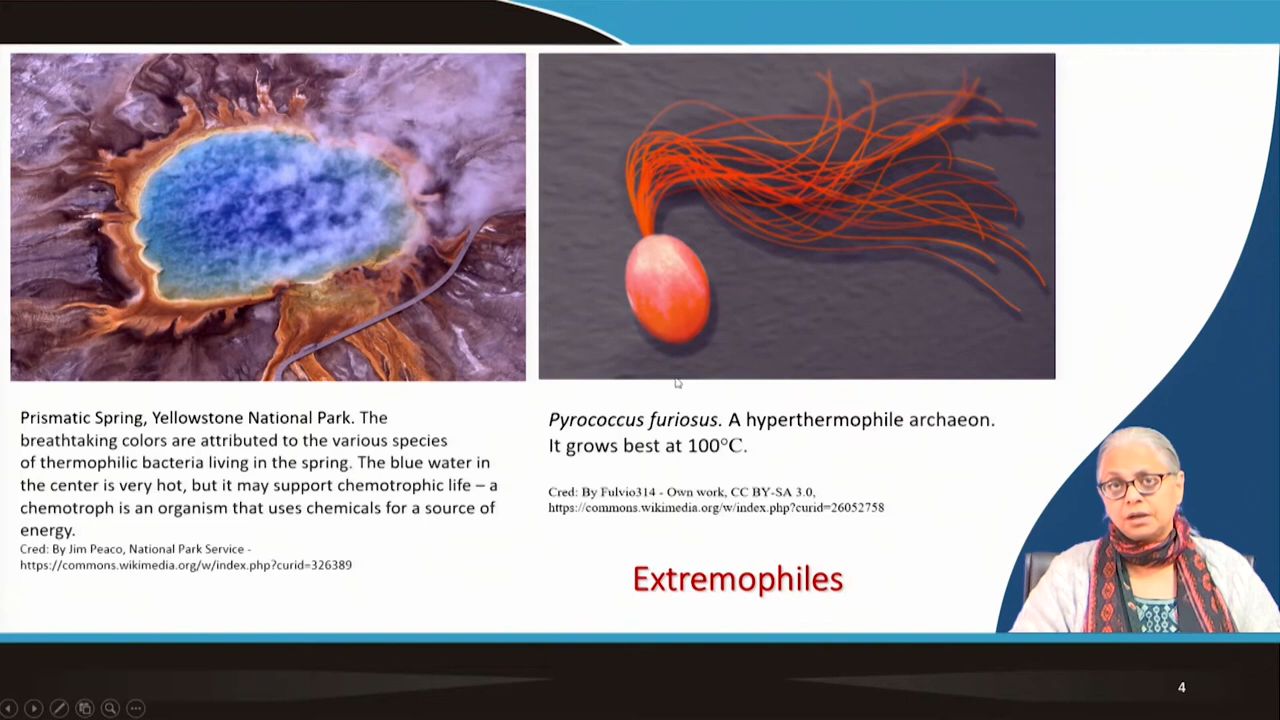 Prismatic Spring, Yellowstone National Park. The
breathtaking colors are attributed to the various species
of thermophilic bacteria living in the spring. The blue water in
the center is very hot, but it may support chemotrophic life – a
chemotroph is an organism that uses chemicals for a source of
energy.
Cred: By Jim Peaco, National Park Service -
https://commons.wikimedia.org/w/index.php?curid=326389
Pyrococcus furiosus. A hyperthermophile archaeon.
It grows best at 100°C.
Cred: By Fulvio314 - Own work, CC BY-SA 3.0,
https://commons.wikimedia.org/w/index.php?curid=26052758
Extremophiles
4